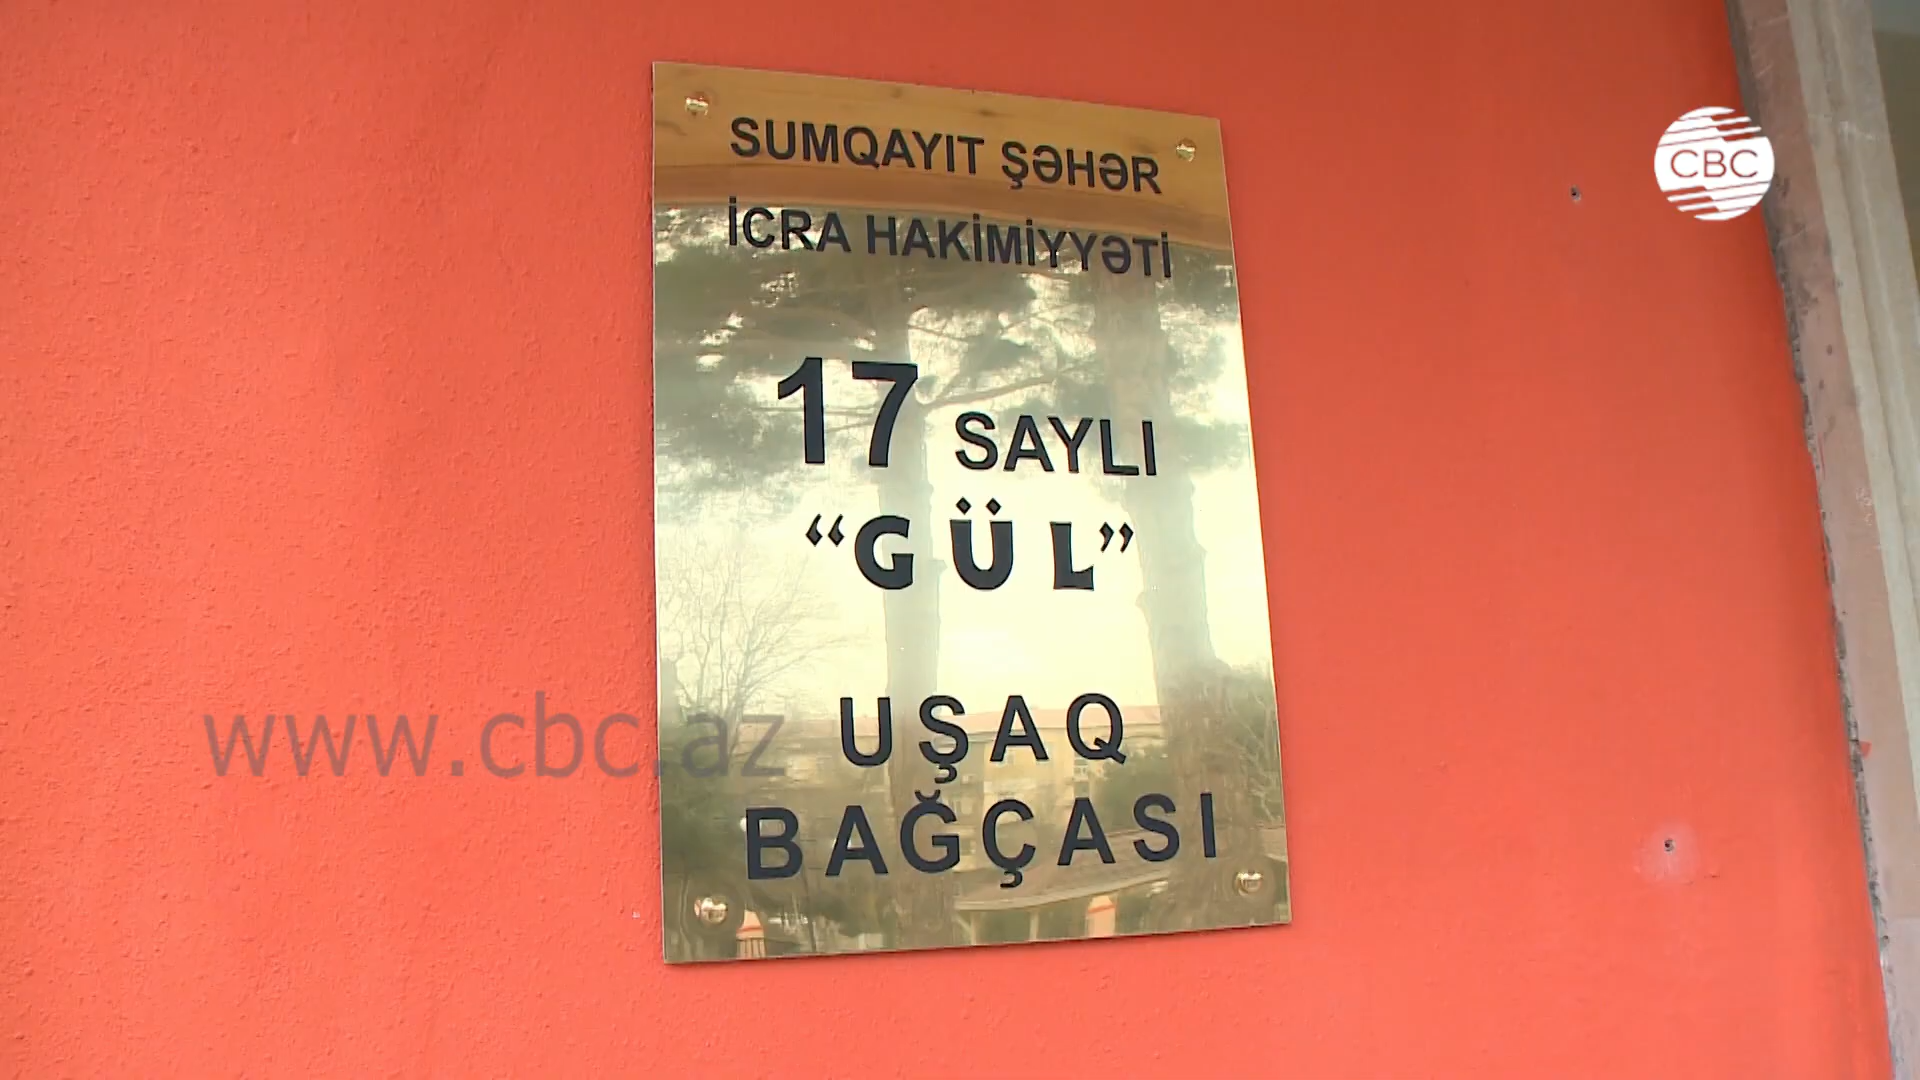 SUMQAYIT ŞƏHƏR
İCRA HAKİMİYYƏTİ
17 SAYLI
“GÜL”
UŞAQ
BAĞÇASI
CBC
www.cbc.az